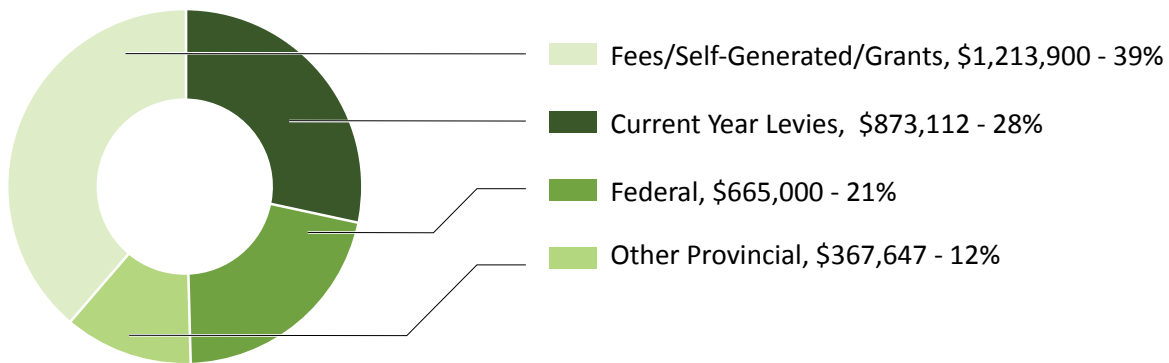 Fees/Self-Generated/Grants, $1,213,900 - 39%
Current Year Levies,  $873,112 - 28%
Federal, $665,000 - 21%
Other Provincial, $367,647 - 12%